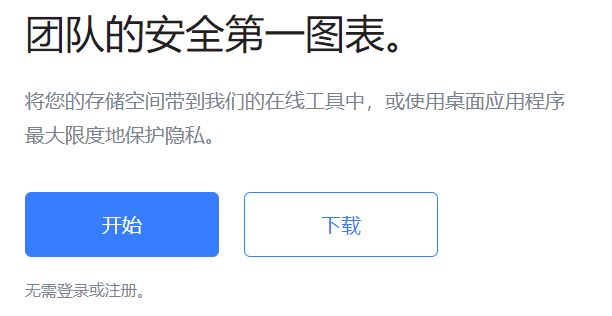 团队的安全第一图表。
将您的存储空间带到我们的在线工具中，或使用桌面应用程序
最大限度地保护隐私。
开始
下载
无需登录或注册。